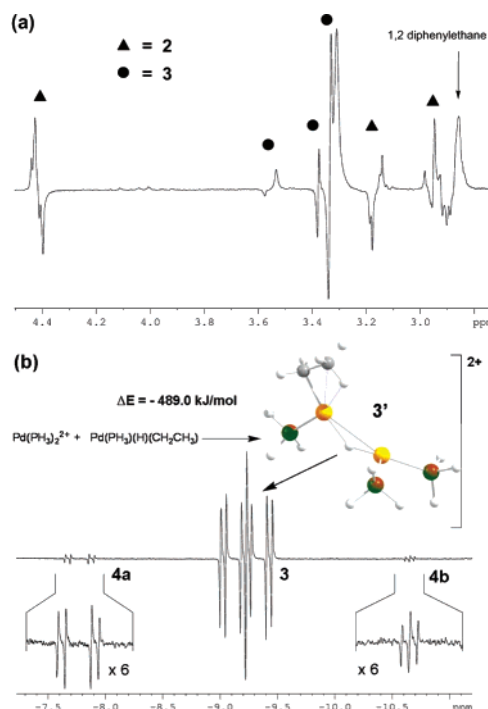 (a)
▲ = 2
● = 3
1,2 diphenylethane
4.4 4.2 4.0 3.8 3.6 3.4 3.2 3.0 ppm
(b)
ΔE = - 489.0 kJ/mol
2+
3'
Pd(PH₃)₂²⁺ + Pd(PH₃)(H)(CH₂CH₃)
4a
3
4b
x 6
x 6
-7.5 -8.0 -8.5 -9.0 -9.5 -10.0 -10.5 ppm